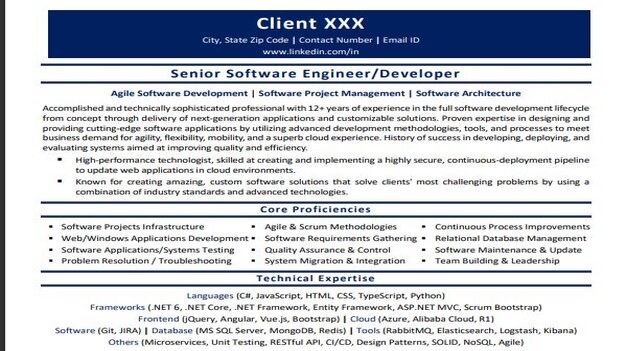 Client XXX
City, State Zip Code | Contact Number | Email ID
www.linkedin.com/in
Senior Software Engineer/Developer
Agile Software Development | Software Project Management | Software Architecture
Accomplished and technically sophisticated professional with 12+ years of experience in the full software development lifecycle
from concept through delivery of next-generation applications and customizable solutions. Proven expertise in designing and
providing cutting-edge software applications by utilizing advanced development methodologies, tools, and processes to meet
business demand for agility, flexibility, mobility, and a superb cloud experience. History of success in developing, deploying, and
evaluating systems aimed at improving quality and efficiency.
▪ High-performance technologist, skilled at creating and implementing a highly secure, continuous-deployment pipeline
to update web applications in cloud environments.
▪ Known for creating amazing, custom software solutions that solve clients' most challenging problems by using a
combination of industry standards and advanced technologies.
Core Proficiencies
▪ Software Projects Infrastructure ▪ Agile & Scrum Methodologies ▪ Continuous Process Improvements
▪ Web/Windows Applications Development ▪ Software Requirements Gathering ▪ Relational Database Management
▪ Software Applications/Systems Testing ▪ Quality Assurance & Control ▪ Software Maintenance & Update
▪ Problem Resolution / Troubleshooting ▪ System Migration & Integration ▪ Team Building & Leadership
Technical Expertise
Languages (C#, JavaScript, HTML, CSS, TypeScript, Python)
Frameworks (.NET 6, .NET Core, .NET Framework, Entity Framework, ASP.NET MVC, Scrum Bootstrap)
Frontend (jQuery, Angular, Vue.js, Bootstrap) | Cloud (Azure, Alibaba Cloud, R1)
Software (Git, JIRA) | Database (MS SQL Server, MongoDB, Redis) | Tools (RabbitMQ, Elasticsearch, Logstash, Kibana)
Others (Microservices, Unit Testing, RESTful API, CI/CD, Design Patterns, SOLID, NoSQL, Agile)